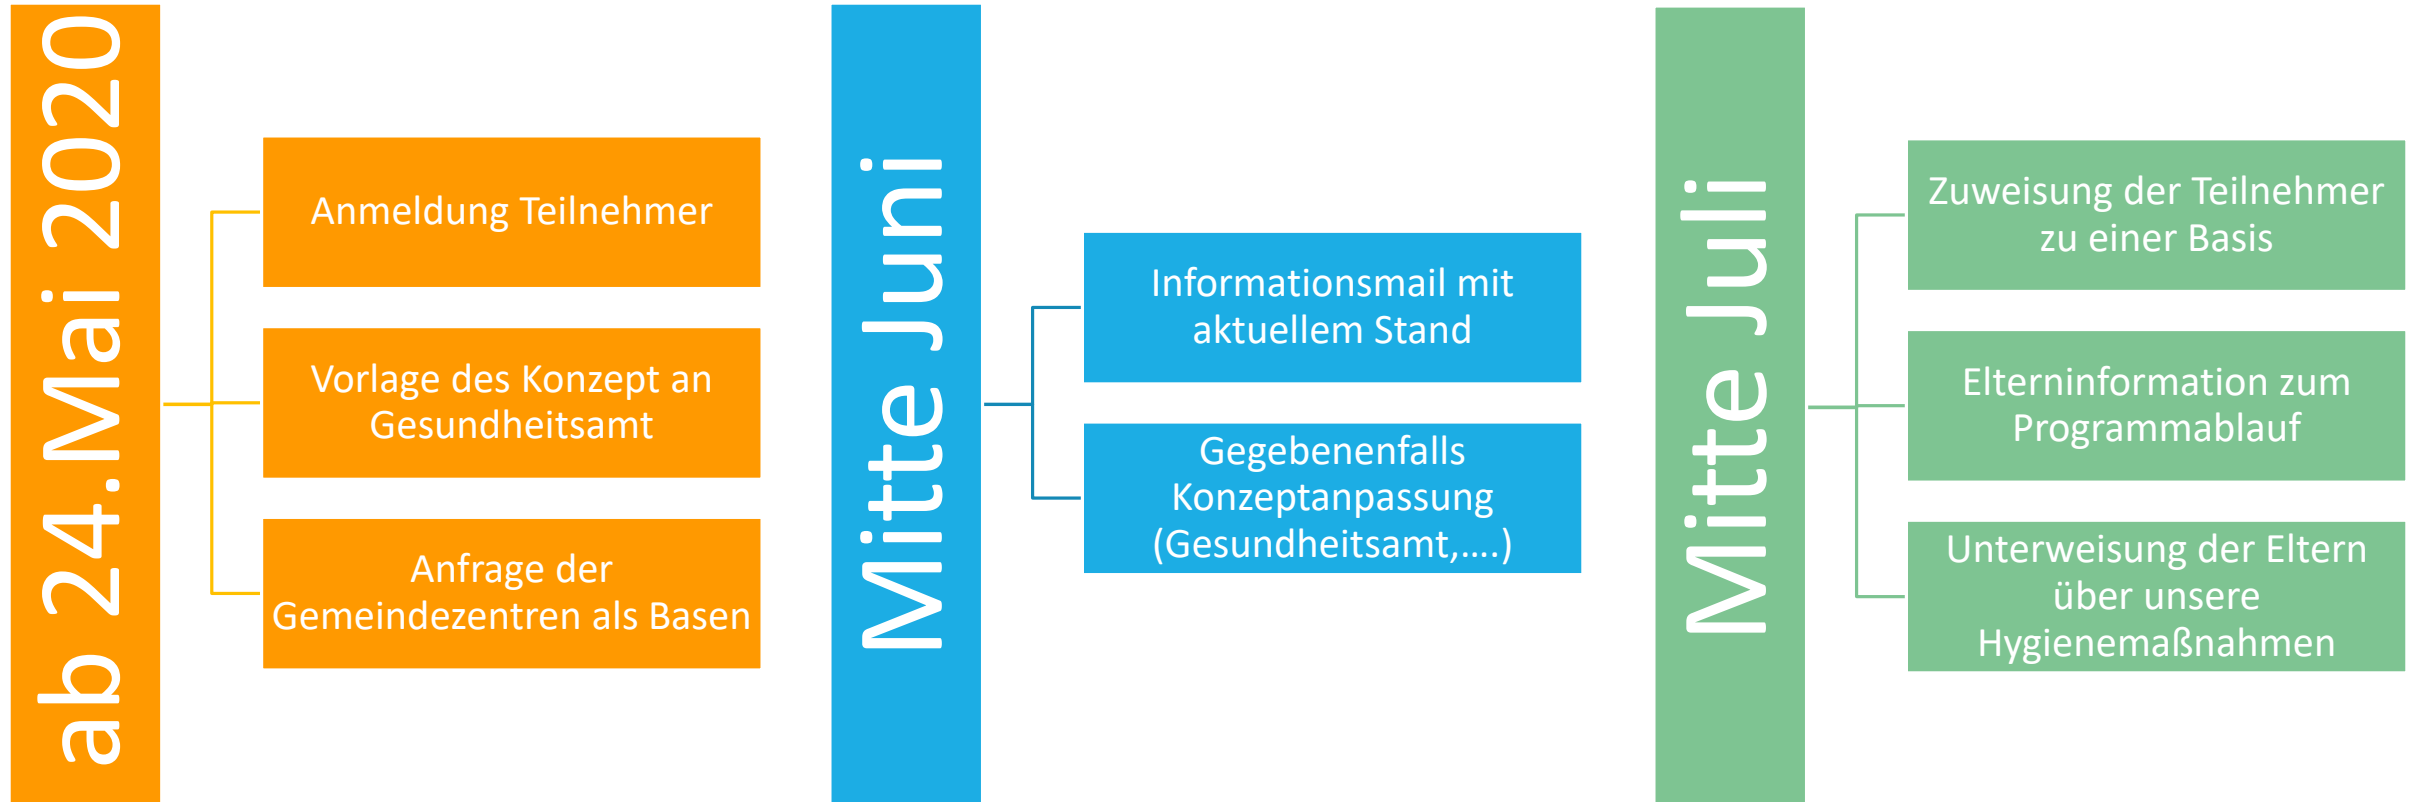 ab 24.Mai 2020
Anmeldung Teilnehmer
Vorlage des Konzept an
Gesundheitsamt
Anfrage der
Gemeindezentren als Basen
Mitte Juni
Informationsmail mit
aktuellem Stand
Gegebenenfalls
Konzeptanpassung
(Gesundheitsamt,....)
Mitte Juli
Zuweisung der Teilnehmer
zu einer Basis
Elterninformation zum
Programmablauf
Unterweisung der Eltern
über unsere
Hygienemaßnahmen